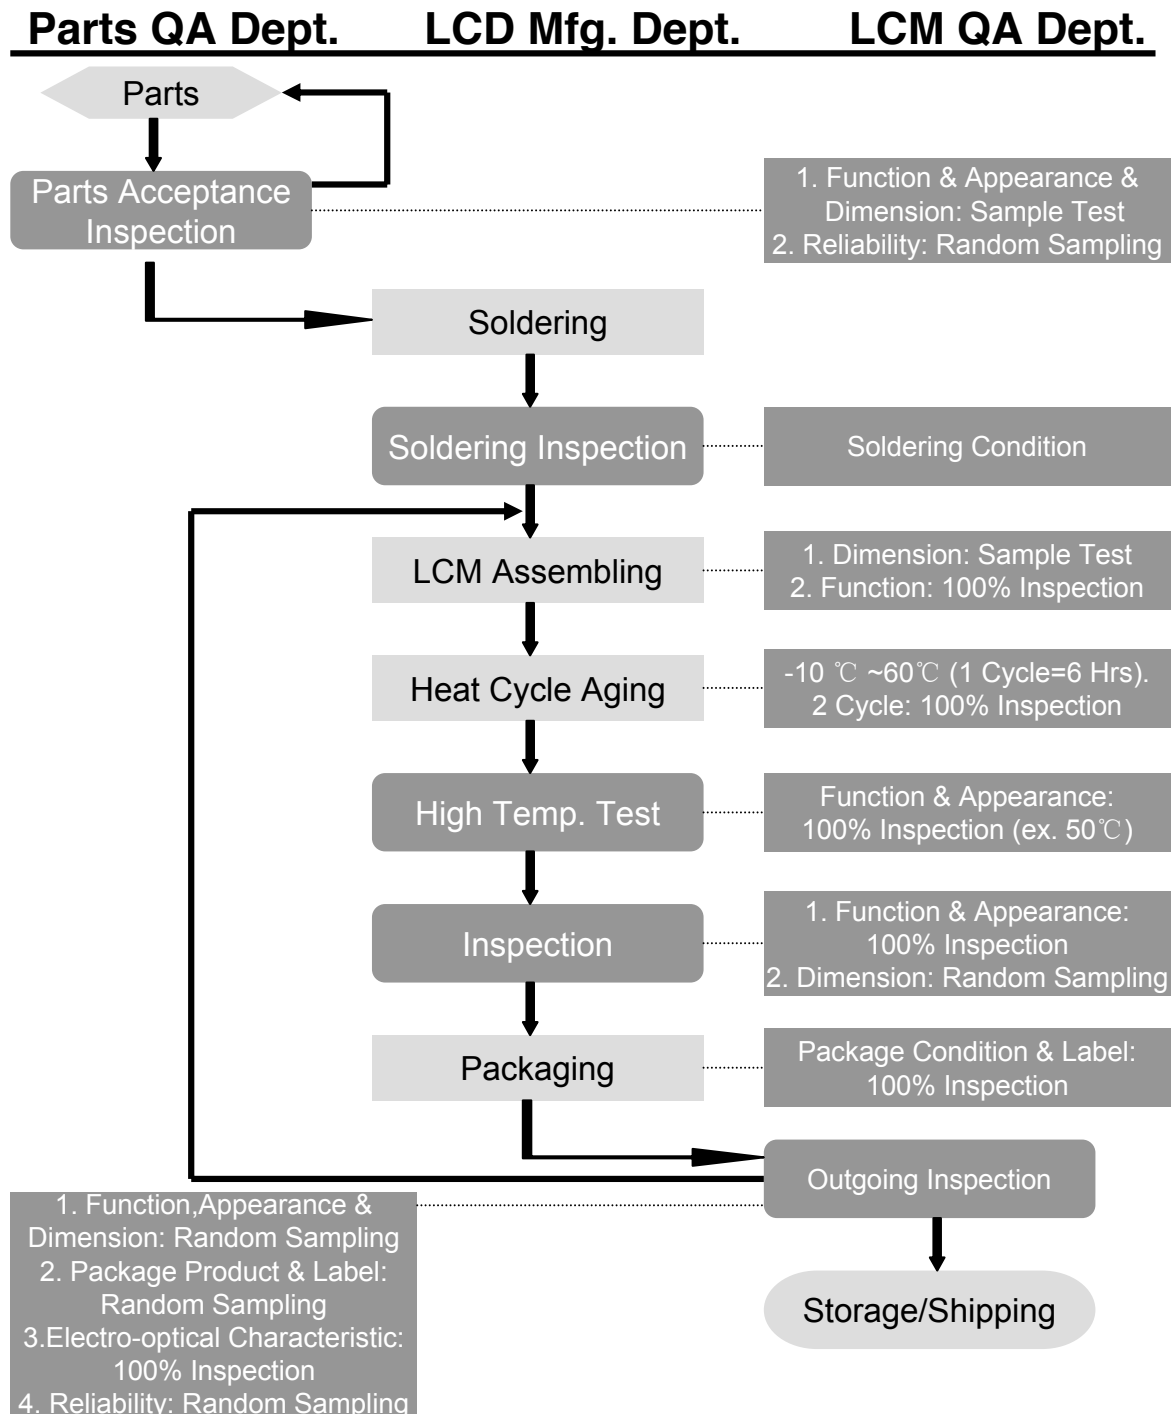 Parts QA Dept. LCD Mfg. Dept. LCM QA Dept.
Parts
Parts Acceptance
Inspection
1. Function & Appearance &
Dimension: Sample Test
2. Reliability: Random Sampling
Soldering
Soldering Inspection
Soldering Condition
LCM Assembling
1. Dimension: Sample Test
2. Function: 100% Inspection
Heat Cycle Aging
-10 ℃ ~60℃ (1 Cycle=6 Hrs).
2 Cycle: 100% Inspection
High Temp. Test
Function & Appearance:
100% Inspection (ex. 50℃)
Inspection
1. Function & Appearance:
100% Inspection
2. Dimension: Random Sampling
Packaging
Package Condition & Label:
100% Inspection
Outgoing Inspection
1. Function,Appearance &
Dimension: Random Sampling
2. Package Product & Label:
Random Sampling
3.Electro-optical Characteristic:
100% Inspection
4. Reliability: Random Sampling
Storage/Shipping